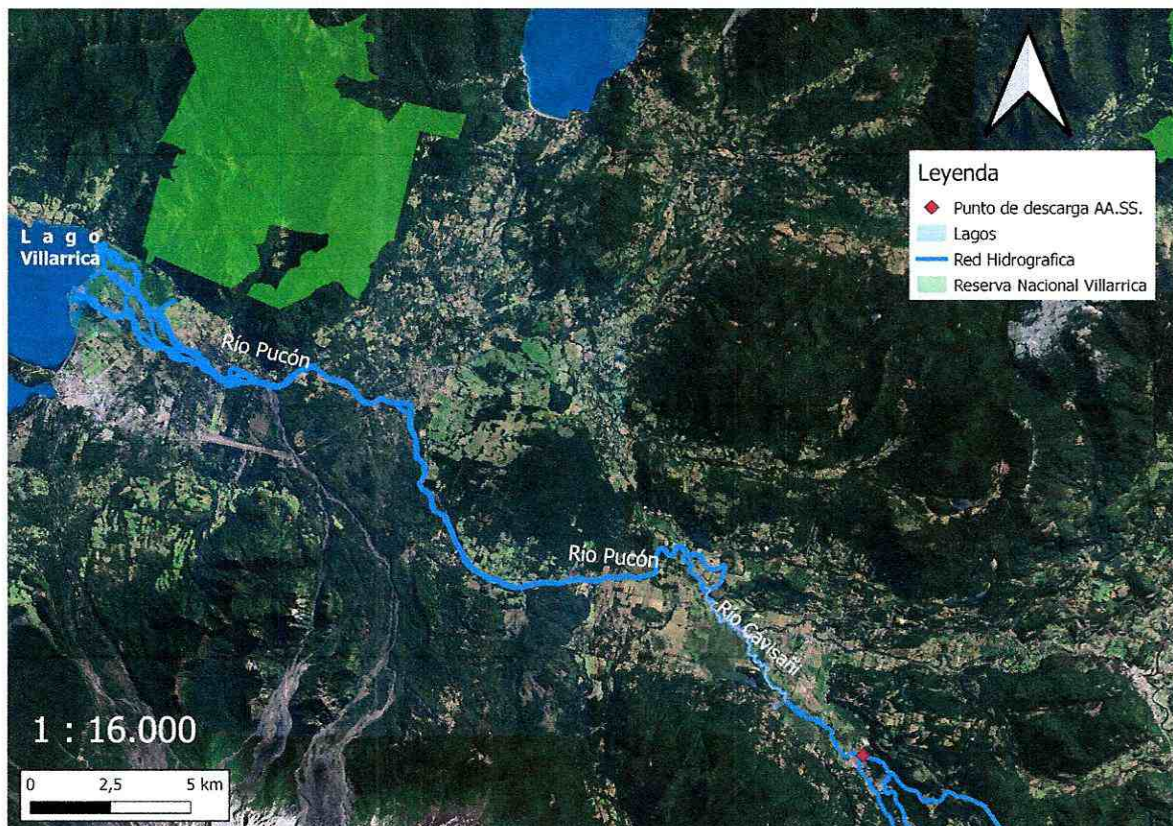 Lago
Villarrica
Río Pucón
Río Pucón
Río Cavisañi
Leyenda
Punto de descarga AA.SS.
Lagos
Red Hidrografica
Reserva Nacional Villarrica
1 : 16.000
0 2,5 5 km